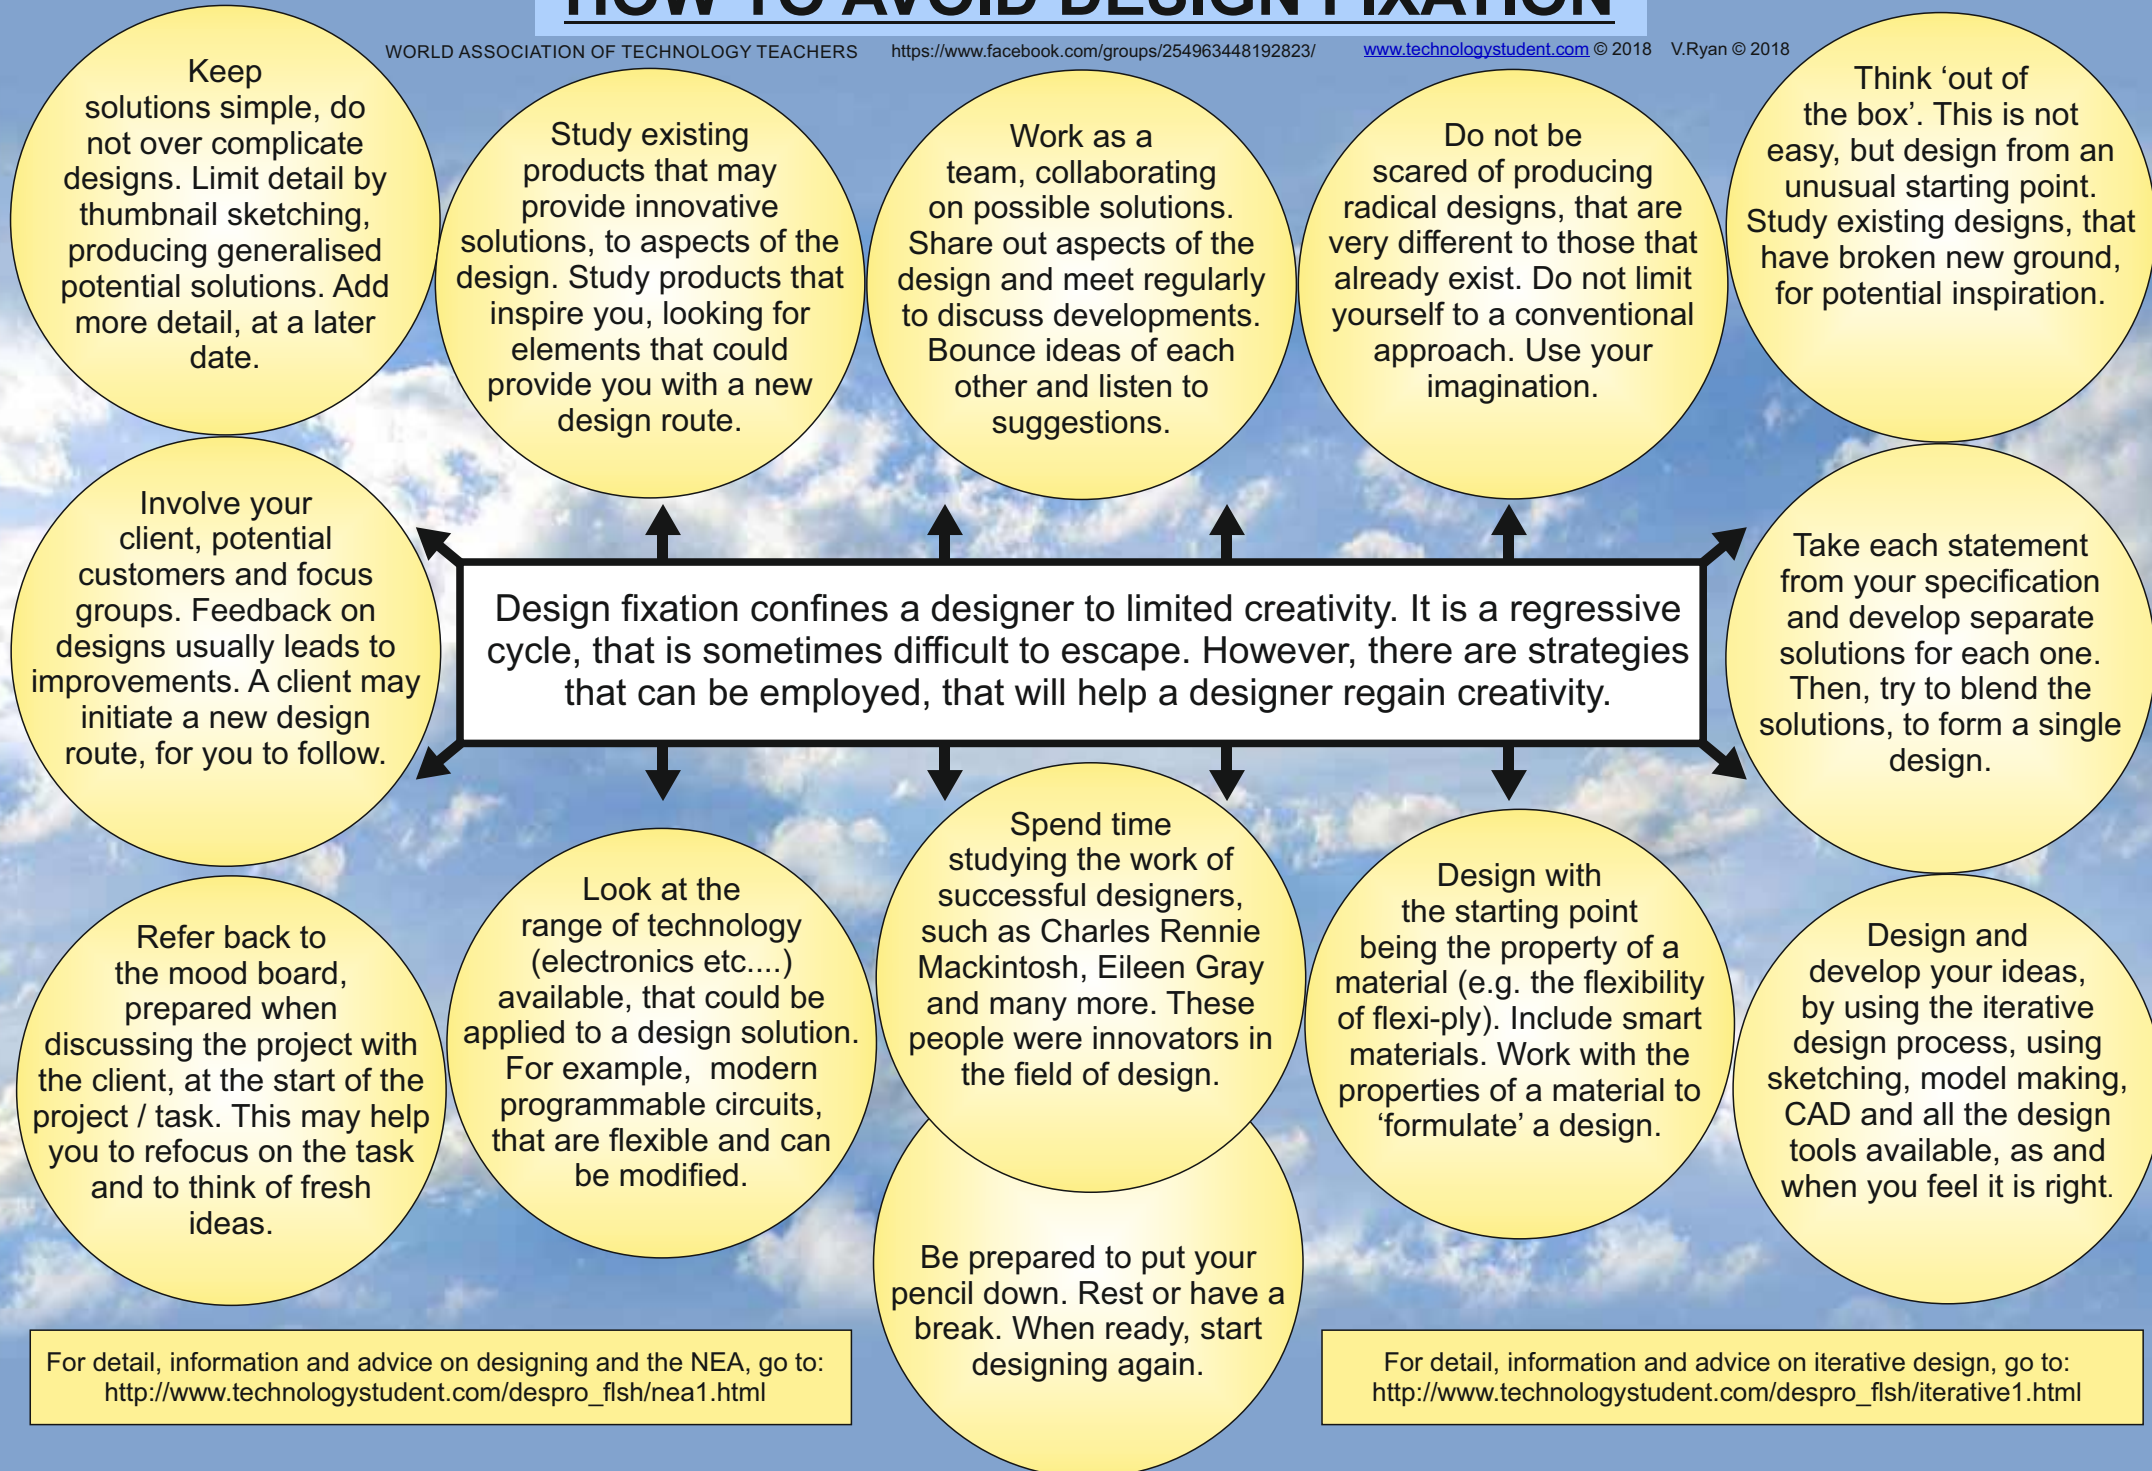 HOW TO AVOID DESIGN FIXATION
WORLD ASSOCIATION OF TECHNOLOGY TEACHERS https://www.facebook.com/groups/254963448192823/ www.technologystudent.com © 2018 V.Ryan © 2018
Keep
solutions simple, do
not over complicate
designs. Limit detail by
thumbnail sketching,
producing generalised
potential solutions. Add
more detail, at a later
date.
Study existing
products that may
provide innovative
solutions, to aspects of the
design. Study products that
inspire you, looking for
elements that could
provide you with a new
design route.
Work as a
team, collaborating
on possible solutions.
Share out aspects of the
design and meet regularly
to discuss developments.
Bounce ideas of each
other and listen to
suggestions.
Do not be
scared of producing
radical designs, that are
very different to those that
already exist. Do not limit
yourself to a conventional
approach. Use your
imagination.
Think ‘out of
the box’. This is not
easy, but design from an
unusual starting point.
Study existing designs, that
have broken new ground,
for potential inspiration.
Involve your
client, potential
customers and focus
groups. Feedback on
designs usually leads to
improvements. A client may
initiate a new design
route, for you to follow.
Design fixation confines a designer to limited creativity. It is a regressive
cycle, that is sometimes difficult to escape. However, there are strategies
that can be employed, that will help a designer regain creativity.
Take each statement
from your specification
and develop separate
solutions for each one.
Then, try to blend the
solutions, to form a single
design.
Refer back to
the mood board,
prepared when
discussing the project with
the client, at the start of the
project / task. This may help
you to refocus on the task
and to think of fresh
ideas.
Look at the
range of technology
(electronics etc....)
available, that could be
applied to a design solution.
For example, modern
programmable circuits,
that are flexible and can
be modified.
Spend time
studying the work of
successful designers,
such as Charles Rennie
Mackintosh, Eileen Gray
and many more. These
people were innovators in
the field of design.
Design with
the starting point
being the property of a
material (e.g. the flexibility
of flexi-ply). Include smart
materials. Work with the
properties of a material to
‘formulate’ a design.
Design and
develop your ideas,
by using the iterative
design process, using
sketching, model making,
CAD and all the design
tools available, as and
when you feel it is right.
Be prepared to put your
pencil down. Rest or have a
break. When ready, start
designing again.
For detail, information and advice on designing and the NEA, go to:
http://www.technologystudent.com/despro_flsh/nea1.html
For detail, information and advice on iterative design, go to:
http://www.technologystudent.com/despro_flsh/iterative1.html